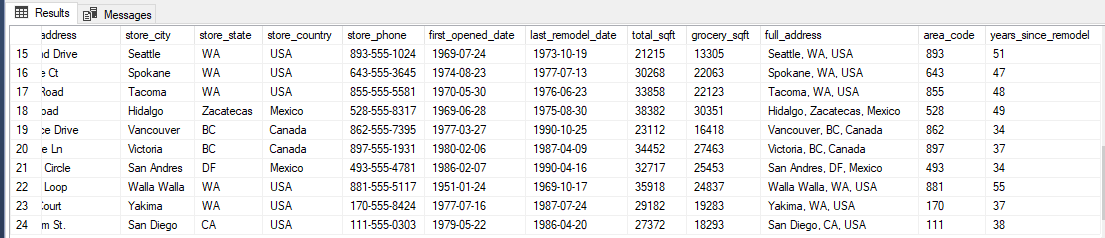 Results Messages
address store_city store_state store_country store_phone first_opened_date last_remodel_date total_sqft grocery_sqft full_address area_code years_since_remodel
15 nd Drive Seattle WA USA 893-555-1024 1969-07-24 1973-10-19 21215 13305 Seattle, WA, USA 893 51
16 e Ct Spokane WA USA 643-555-3645 1974-08-23 1977-07-13 30268 22063 Spokane, WA, USA 643 47
17 Road Tacoma WA USA 855-555-5581 1970-05-30 1976-06-23 33858 22123 Tacoma, WA, USA 855 48
18 oad Hidalgo Zacatecas Mexico 528-555-8317 1969-06-28 1975-08-30 38382 30351 Hidalgo, Zacatecas, Mexico 528 49
19 ce Drive Vancouver BC Canada 862-555-7395 1977-03-27 1990-10-25 23112 16418 Vancouver, BC, Canada 862 34
20 e Ln Victoria BC Canada 897-555-1931 1980-02-06 1987-04-09 34452 27463 Victoria, BC, Canada 897 37
21 Circle San Andres DF Mexico 493-555-4781 1986-02-07 1990-04-16 32717 25453 San Andres, DF, Mexico 493 34
22 Loop Walla Walla WA USA 881-555-5117 1951-01-24 1969-10-17 35918 24837 Walla Walla, WA, USA 881 55
23 Court Yakima WA USA 170-555-8424 1977-07-16 1987-07-24 29182 19283 Yakima, WA, USA 170 37
24 m St. San Diego CA USA 111-555-0303 1979-05-22 1986-04-20 27372 18293 San Diego, CA, USA 111 38